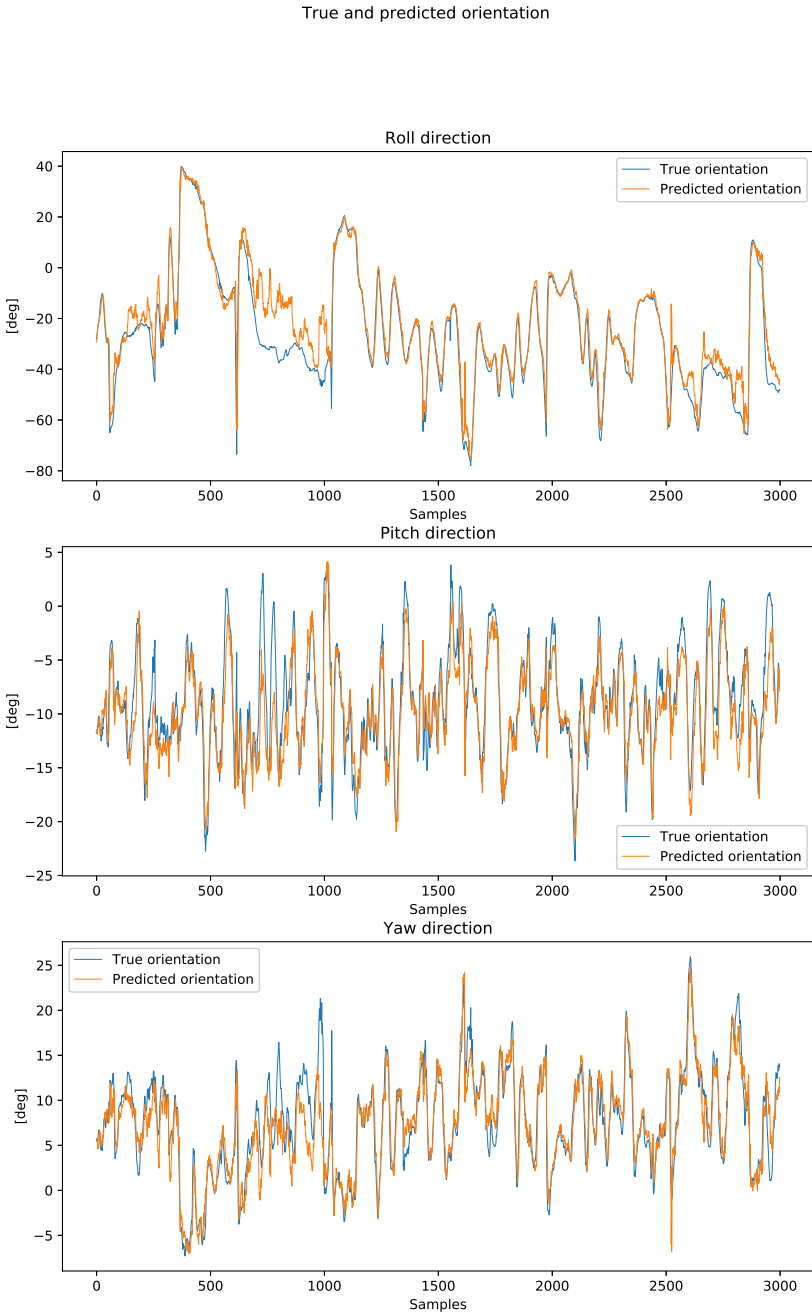 True and predicted orientation
Roll direction
40
20
0
−20
−40
−60
−80
[deg]
True orientation
Predicted orientation
0 500 1000 1500 2000 2500 3000
Samples
Pitch direction
5
0
−5
−10
−15
−20
−25
[deg]
True orientation
Predicted orientation
0 500 1000 1500 2000 2500 3000
Samples
Yaw direction
25
20
15
10
5
0
−5
[deg]
True orientation
Predicted orientation
0 500 1000 1500 2000 2500 3000
Samples